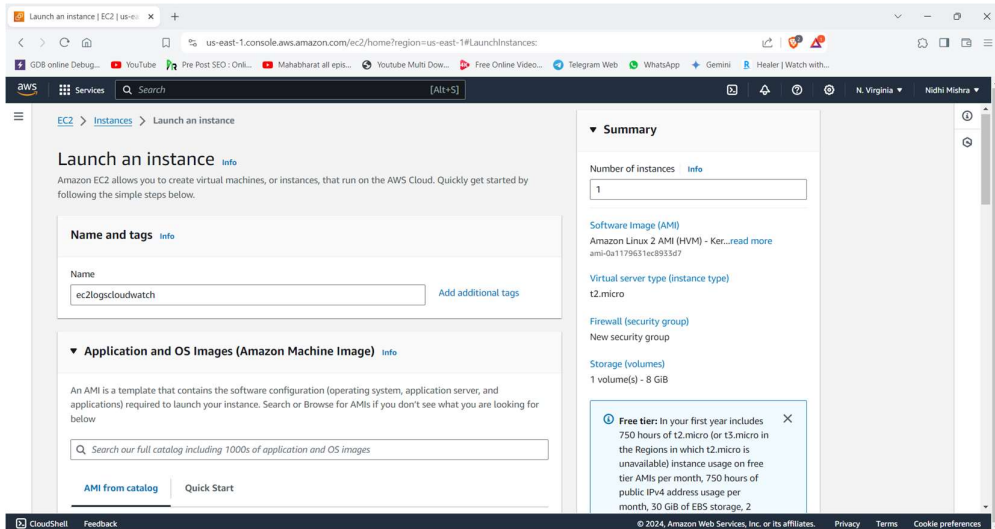 Launch an instance | EC2 | us-ea
us-east-1.console.aws.amazon.com/ec2/home?region=us-east-1#LaunchInstances:
GDB online Debug... YouTube Pre Post SEO : Onli... Mahabharat all epis... Youtube Multi Dow... Free Online Video... Telegram Web WhatsApp Gemini Healer | Watch with...
aws Services Search [Alt+S] N. Virginia Nidhi Mishra
EC2 > Instances > Launch an instance
Launch an instance Info
Amazon EC2 allows you to create virtual machines, or instances, that run on the AWS Cloud. Quickly get started by
following the simple steps below.
Name and tags Info
Name
ec2logscloudwatch Add additional tags
Application and OS Images (Amazon Machine Image) Info
An AMI is a template that contains the software configuration (operating system, application server, and
applications) required to launch your instance. Search or Browse for AMIs if you don't see what you are looking for
below
Search our full catalog including 1000s of application and OS images
AMI from catalog Quick Start
Summary
Number of instances Info
1
Software Image (AMI)
Amazon Linux 2 AMI (HVM) - Ker...read more
ami-0a1179631ec8933d7
Virtual server type (instance type)
t2.micro
Firewall (security group)
New security group
Storage (volumes)
1 volume(s) - 8 GiB
Free tier: In your first year includes
750 hours of t2.micro (or t3.micro in
the Regions in which t2.micro is
unavailable) instance usage on free
tier AMIs per month, 750 hours of
public IPv4 address usage per
month, 30 GiB of EBS storage, 2
CloudShell Feedback © 2024, Amazon Web Services, Inc. or its affiliates. Privacy Terms Cookie preferences